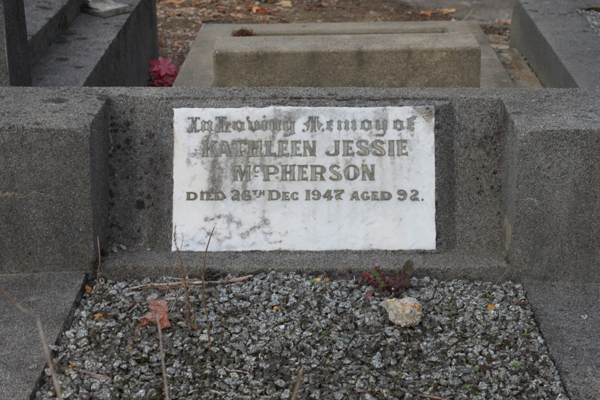 In Loving Memory of
KATHLEEN JESSIE
McPHERSON
DIED 26TH DEC 1947 AGED 92.